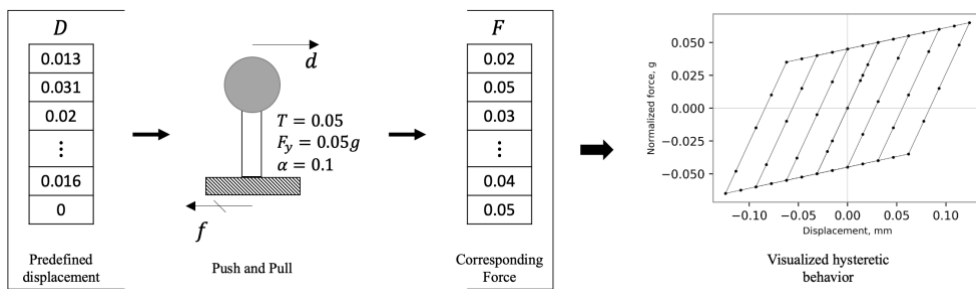 D
0.013
0.031
0.02
⋮
0.016
0
Predefined
displacement
d
T = 0.05
F_y = 0.05g
α = 0.1
f
Push and Pull
F
0.02
0.05
0.03
⋮
0.04
0.05
Corresponding
Force
Normalized force, g
0.050
0.025
0.000
−0.025
−0.050
−0.10
−0.05
0.00
0.05
0.10
Displacement, mm
Visualized hysteretic
behavior